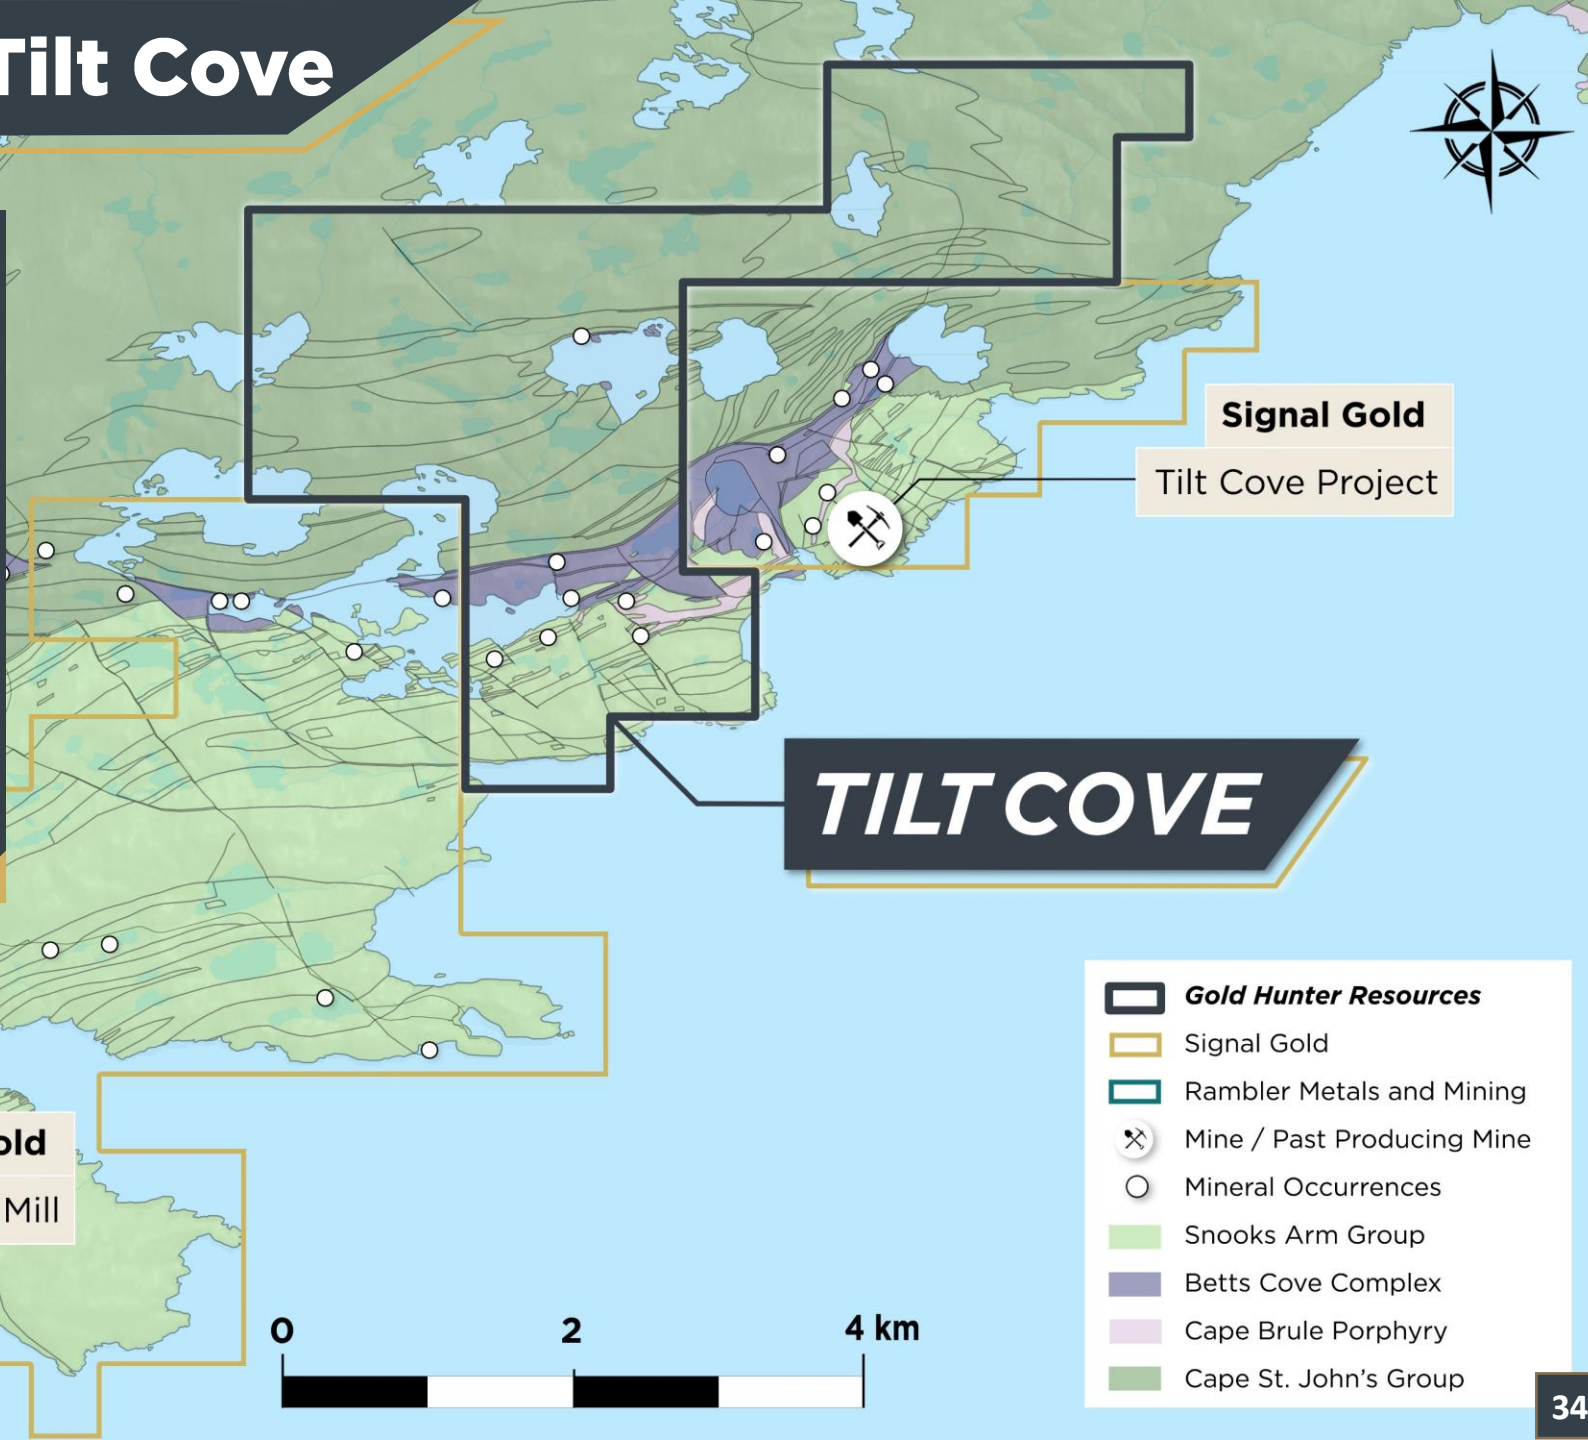 Tilt Cove
Signal Gold
Tilt Cove Project
TILT COVE
Gold Hunter Resources
Signal Gold
Rambler Metals and Mining
Mine / Past Producing Mine
Mineral Occurrences
Snooks Arm Group
Betts Cove Complex
Cape Brule Porphyry
Cape St. John's Group
old
Mill
0 2 4 km
34